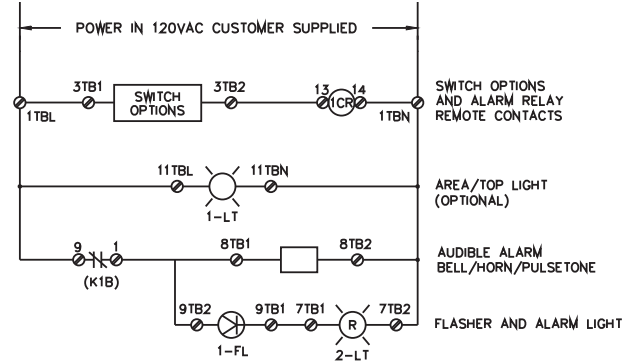 POWER IN 120VAC CUSTOMER SUPPLIED
3TB1
SWITCH
OPTIONS
3TB2
13
14
1CR
1TBL
1TBN
SWITCH OPTIONS
AND ALARM RELAY
REMOTE CONTACTS
11TBL
11TBN
1-LT
AREA/TOP LIGHT
(OPTIONAL)
9
1
(K1B)
8TB1
8TB2
AUDIBLE ALARM
BELL/HORN/PULSETONE
9TB2
9TB1
7TB1
R
7TB2
1-FL
2-LT
FLASHER AND ALARM LIGHT